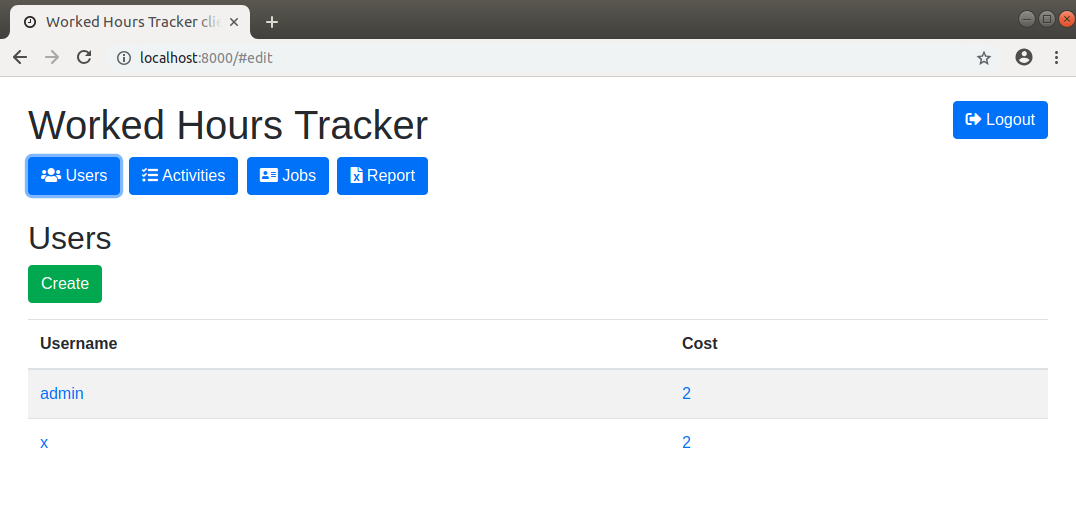 Worked Hours Tracker clie
localhost:8000/#edit
Worked Hours Tracker
Logout
Users Activities Jobs Report
Users
Create
Username Cost
admin 2
x 2